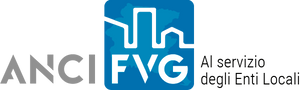 ANCI FVG
Al servizio
degli Enti Locali